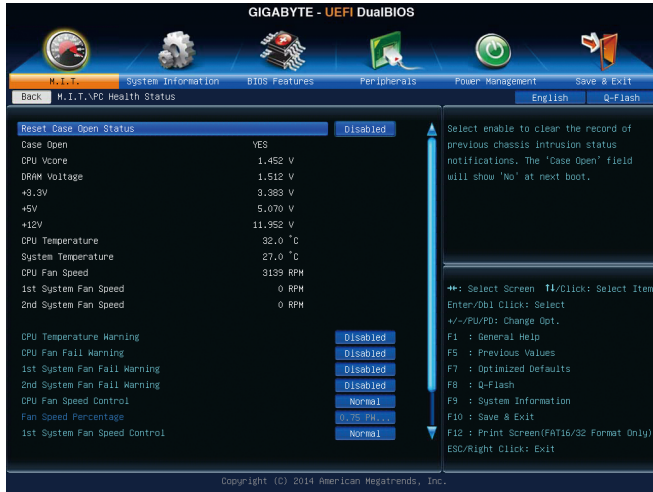 GIGABYTE - UEFI DualBIOS
M.I.T. System Information BIOS Features Peripherals Power Management Save & Exit
Back M.I.T.\PC Health Status English Q-Flash
Reset Case Open Status Disabled
Case Open YES
CPU Vcore 1.452 V
DRAM Voltage 1.512 V
+3.3V 3.383 V
+5V 5.070 V
+12V 11.952 V
CPU Temperature 32.0 °C
System Temperature 27.0 °C
CPU Fan Speed 3139 RPM
1st System Fan Speed 0 RPM
2nd System Fan Speed 0 RPM
CPU Temperature Warning Disabled
CPU Fan Fail Warning Disabled
1st System Fan Fail Warning Disabled
2nd System Fan Fail Warning Disabled
CPU Fan Speed Control Normal
Fan Speed Percentage 0.75 PW...
1st System Fan Speed Control Normal
Select enable to clear the record of
previous chassis intrusion status
notifications. The 'Case Open' field
will show 'No' at next boot.
→←: Select Screen ↑↓/Click: Select Item
Enter/Dbl Click: Select
+/-/PU/PD: Change Opt.
F1 : General Help
F5 : Previous Values
F7 : Optimized Defaults
F8 : Q-Flash
F9 : System Information
F10 : Save & Exit
F12 : Print Screen(FAT16/32 Format Only)
ESC/Right Click: Exit
Copyright (C) 2014 American Megatrends, Inc.